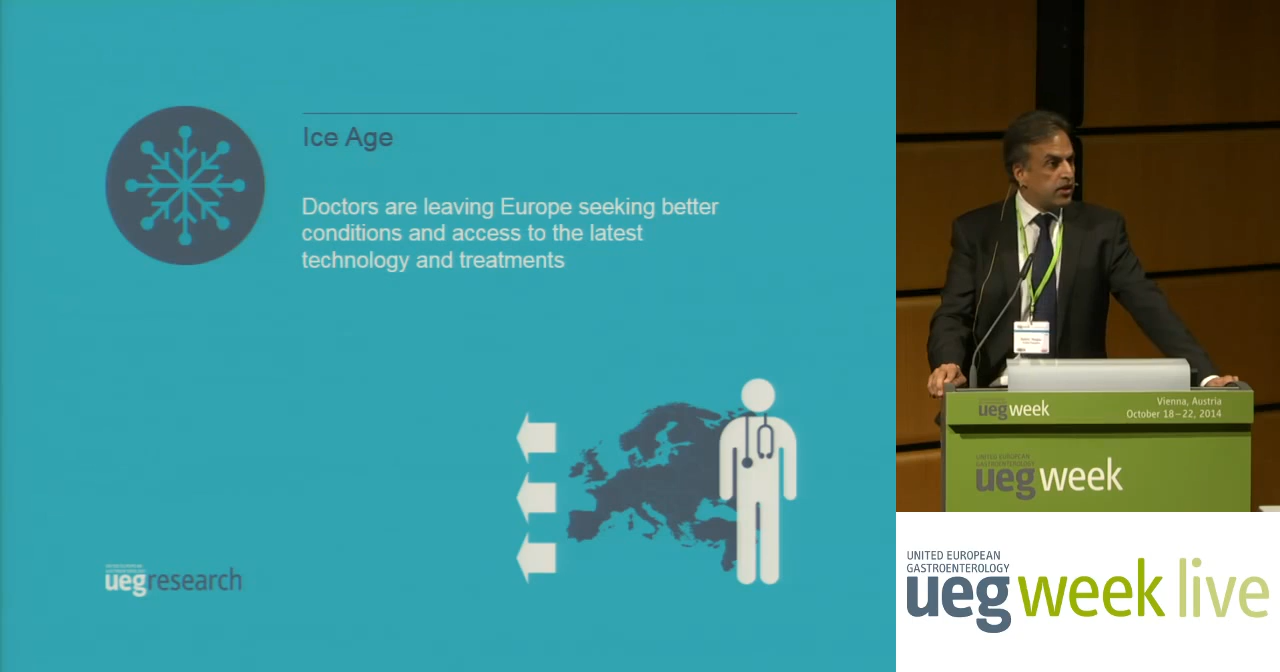 Ice Age
Doctors are leaving Europe seeking better
conditions and access to the latest
technology and treatments
uegresearch
uegweek
Vienna, Austria
October 18–22, 2014
UNITED EUROPEAN
GASTROENTEROLOGY
uegweek
UNITED EUROPEAN
GASTROENTEROLOGY
ueg week live